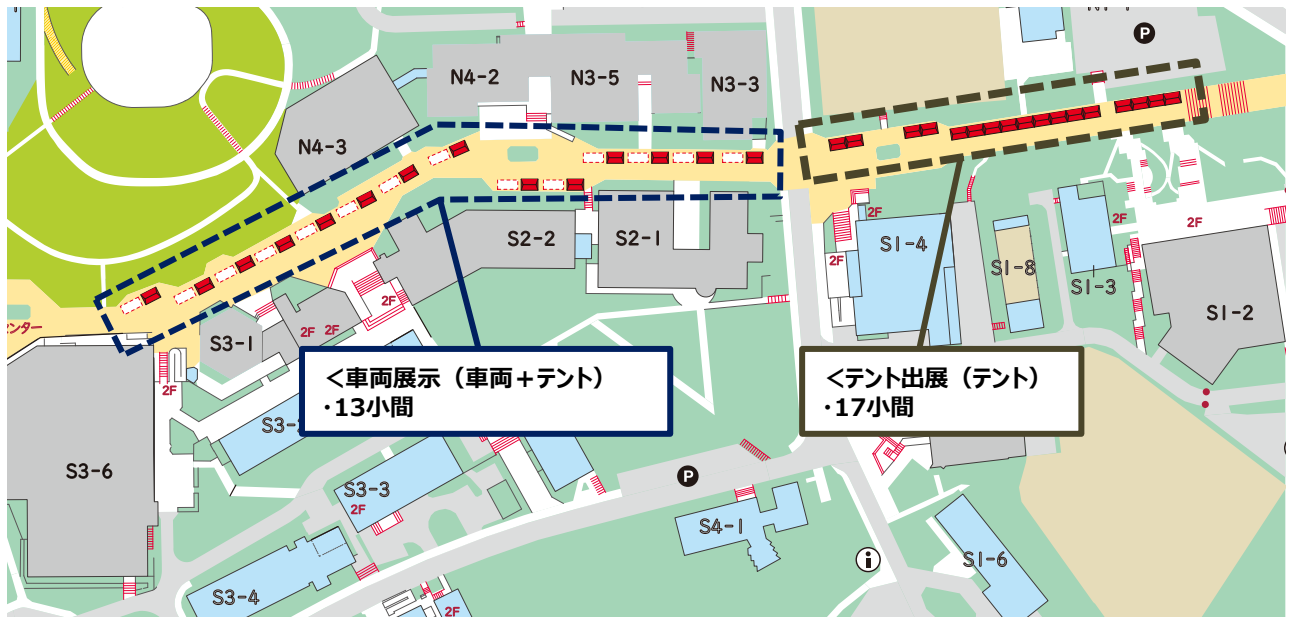 P
N4-2
N3-5
N3-3
N4-3
S2-2
S2-1
2F
S1-4
2F
S1-8
2F
2F
S1-3
S1-2
2F
センター
S3-1
2F
2F
2F
<車両展示（車両＋テント）
・13小間
<テント出展（テント）
・17小間
S3-6
S3-3
2F
P
S4-1
i
S1-6
S3-4
2F